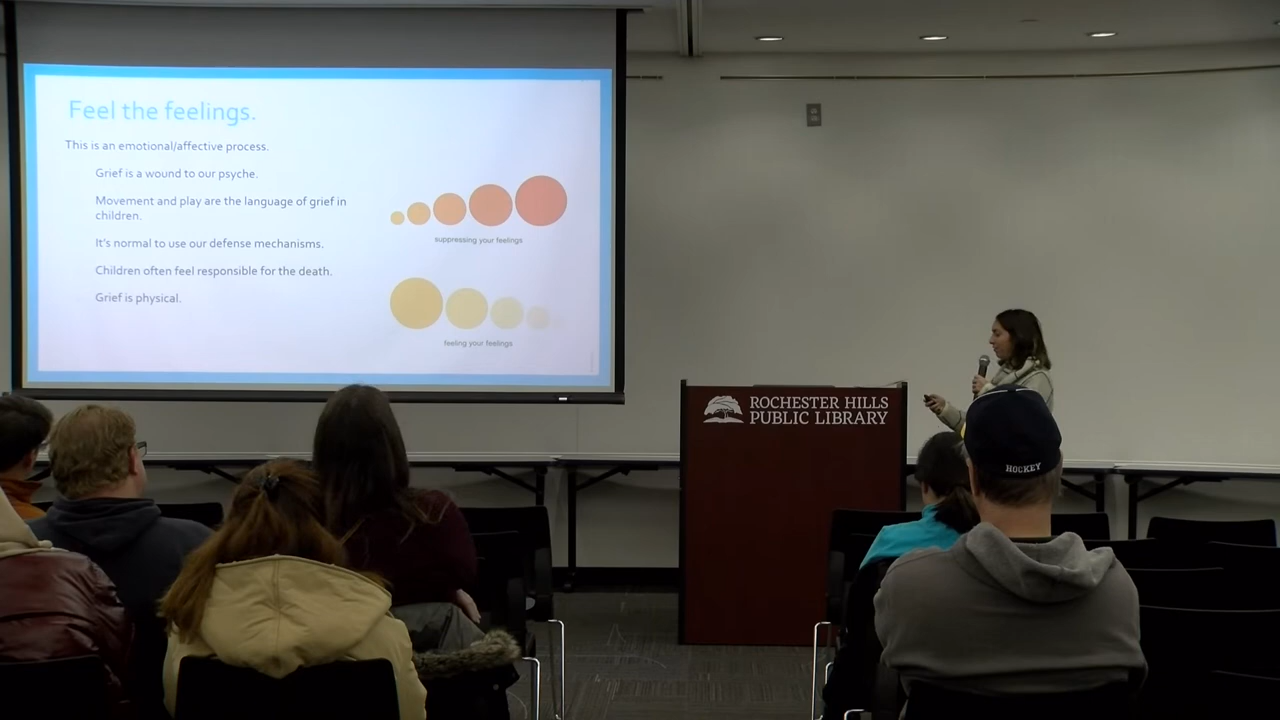 Feel the feelings.
This is an emotional/affective process.
Grief is a wound to our psyche.
Movement and play are the language of grief in
children.
It's normal to use our defense mechanisms.
Children often feel responsible for the death.
Grief is physical.
suppressing your feelings
feeling your feelings
ROCHESTER HILLS
PUBLIC LIBRARY
HOCKEY